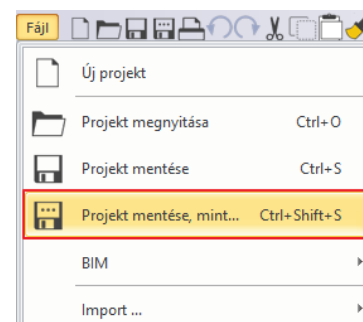 Fájl
Új projekt
Projekt megnyitása Ctrl+O
Projekt mentése Ctrl+S
Projekt mentése, mint... Ctrl+Shift+S
BIM
Import ...